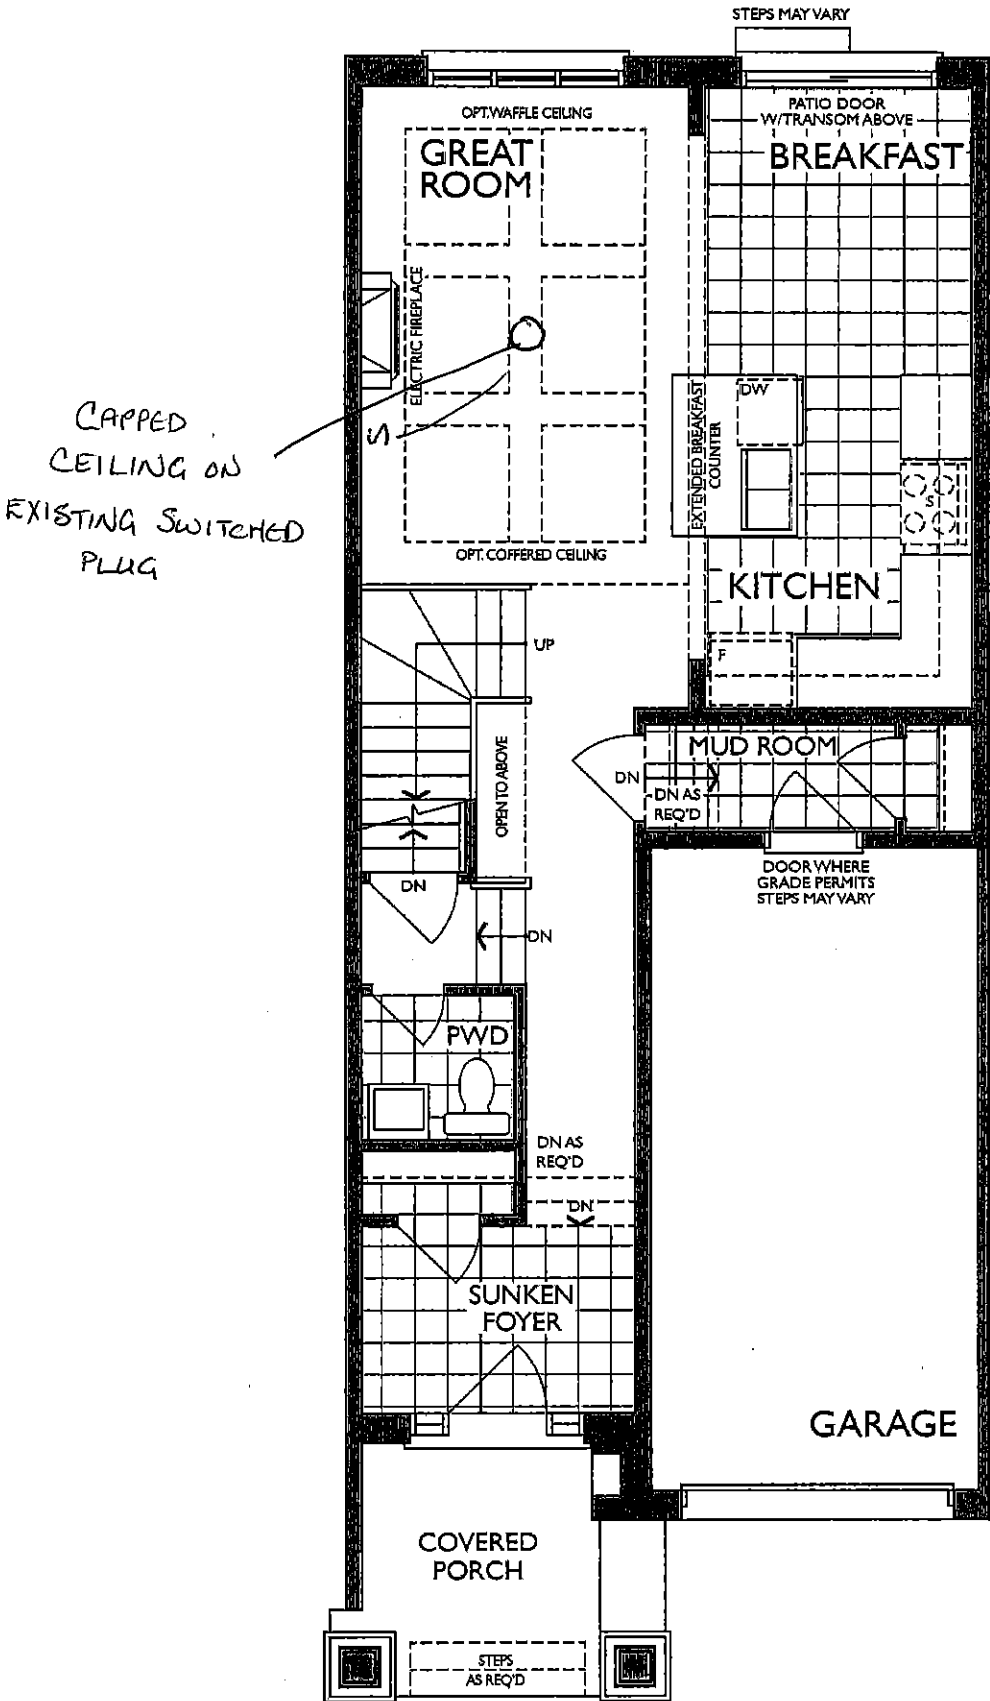 STEPS MAY VARY
OPT. WAFFLE CEILING
GREAT
ROOM
PATIO DOOR
W/TRANSOM ABOVE
BREAKFAST
ELECTRIC FIREPLACE
CAPPED
CEILING ON
EXISTING SWITCHED
PLUG
S
DW
EXTENDED BREAKFAST
COUNTER
S
OPT. COFFERED CEILING
KITCHEN
F
UP
OPEN TO ABOVE
MUD ROOM
DN
DN AS
REQ'D
DOOR WHERE
GRADE PERMITS
STEPS MAY VARY
DN
DN
PWD
DN AS
REQ'D
DN
SUNKEN
FOYER
GARAGE
COVERED
PORCH
STEPS
AS REQ'D